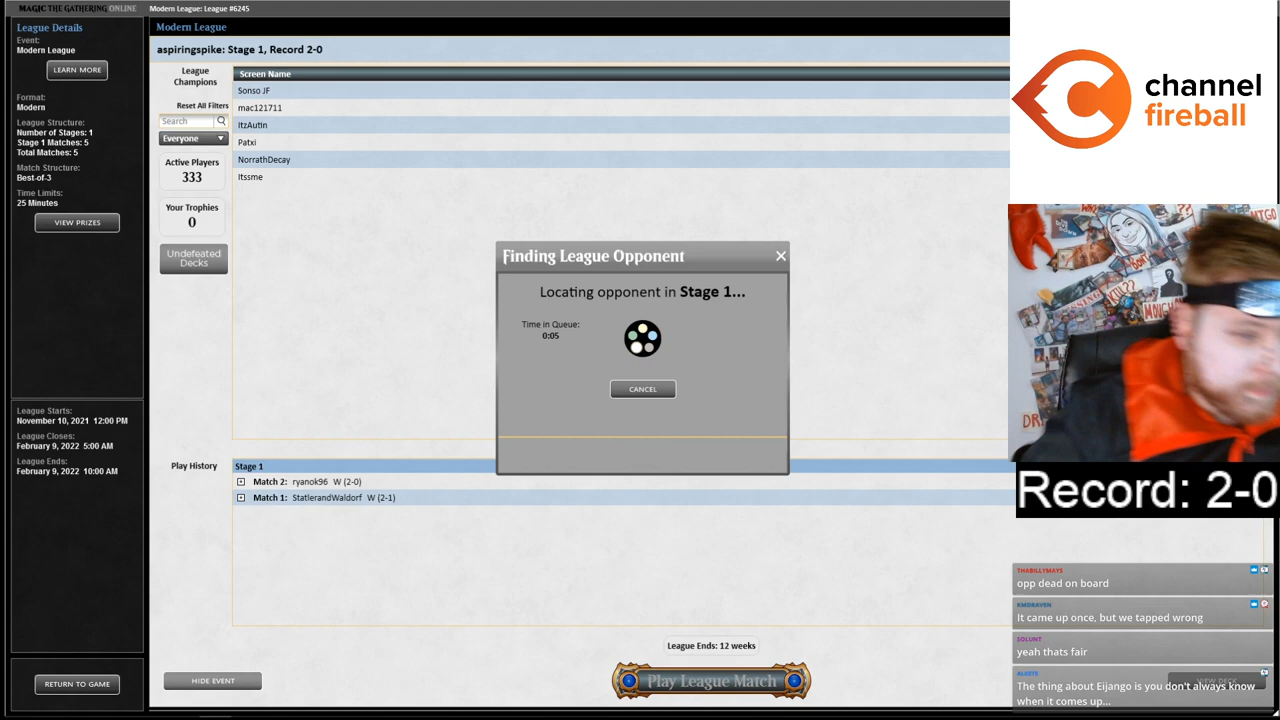 MAGIC THE GATHERING ONLINE
Modern League: League #6245
League Details
Event:
Modern League
LEARN MORE
Format:
Modern
League Structure:
Number of Stages: 1
Stage 1 Matches: 5
Total Matches: 5
Match Structure:
Best-of-3
Time Limits:
25 Minutes
VIEW PRIZES
League Starts:
November 10, 2021 12:00 PM
League Closes:
February 9, 2022 5:00 AM
League Ends:
February 9, 2022 10:00 AM
RETURN TO GAME
Modern League
aspiringspike: Stage 1, Record 2-0
League
Champions
Reset All Filters
Search
Everyone
Active Players
333
Your Trophies
0
Undefeated
Decks
Screen Name
Sonso JF
mac121711
ItzAutin
Patxi
NorrathDecay
Itssme
Finding League Opponent
Locating opponent in Stage 1...
Time in Queue:
0:05
CANCEL
Play History
Stage 1
Match 2: ryanok96 W (2-0)
Match 1: StatlerandWaldorf W (2-1)
League Ends: 12 weeks
HIDE EVENT
Play League Match
VIEW DECK
channel
fireball
MTGO
Record: 2-0
THABILLYMAYS
opp dead on board
KMDRAVEN
It came up once, but we tapped wrong
SOLUNT
yeah thats fair
The thing about Eijango is you don't always know
when it comes up...